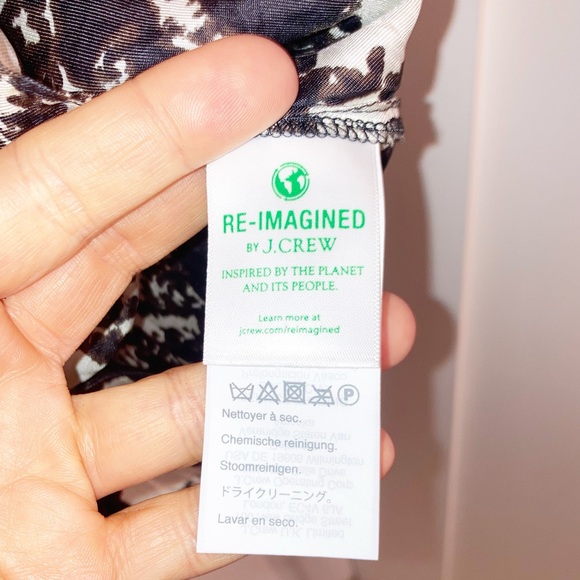 RE-IMAGINED
BY J.CREW
INSPIRED BY THE PLANET
AND ITS PEOPLE.
Learn more at
jcrew.com/reimagined
P
Nettoyer à sec.
Chemische reinigung.
Stoomreinigen.
ドライクリーニング。
Lavar en seco.